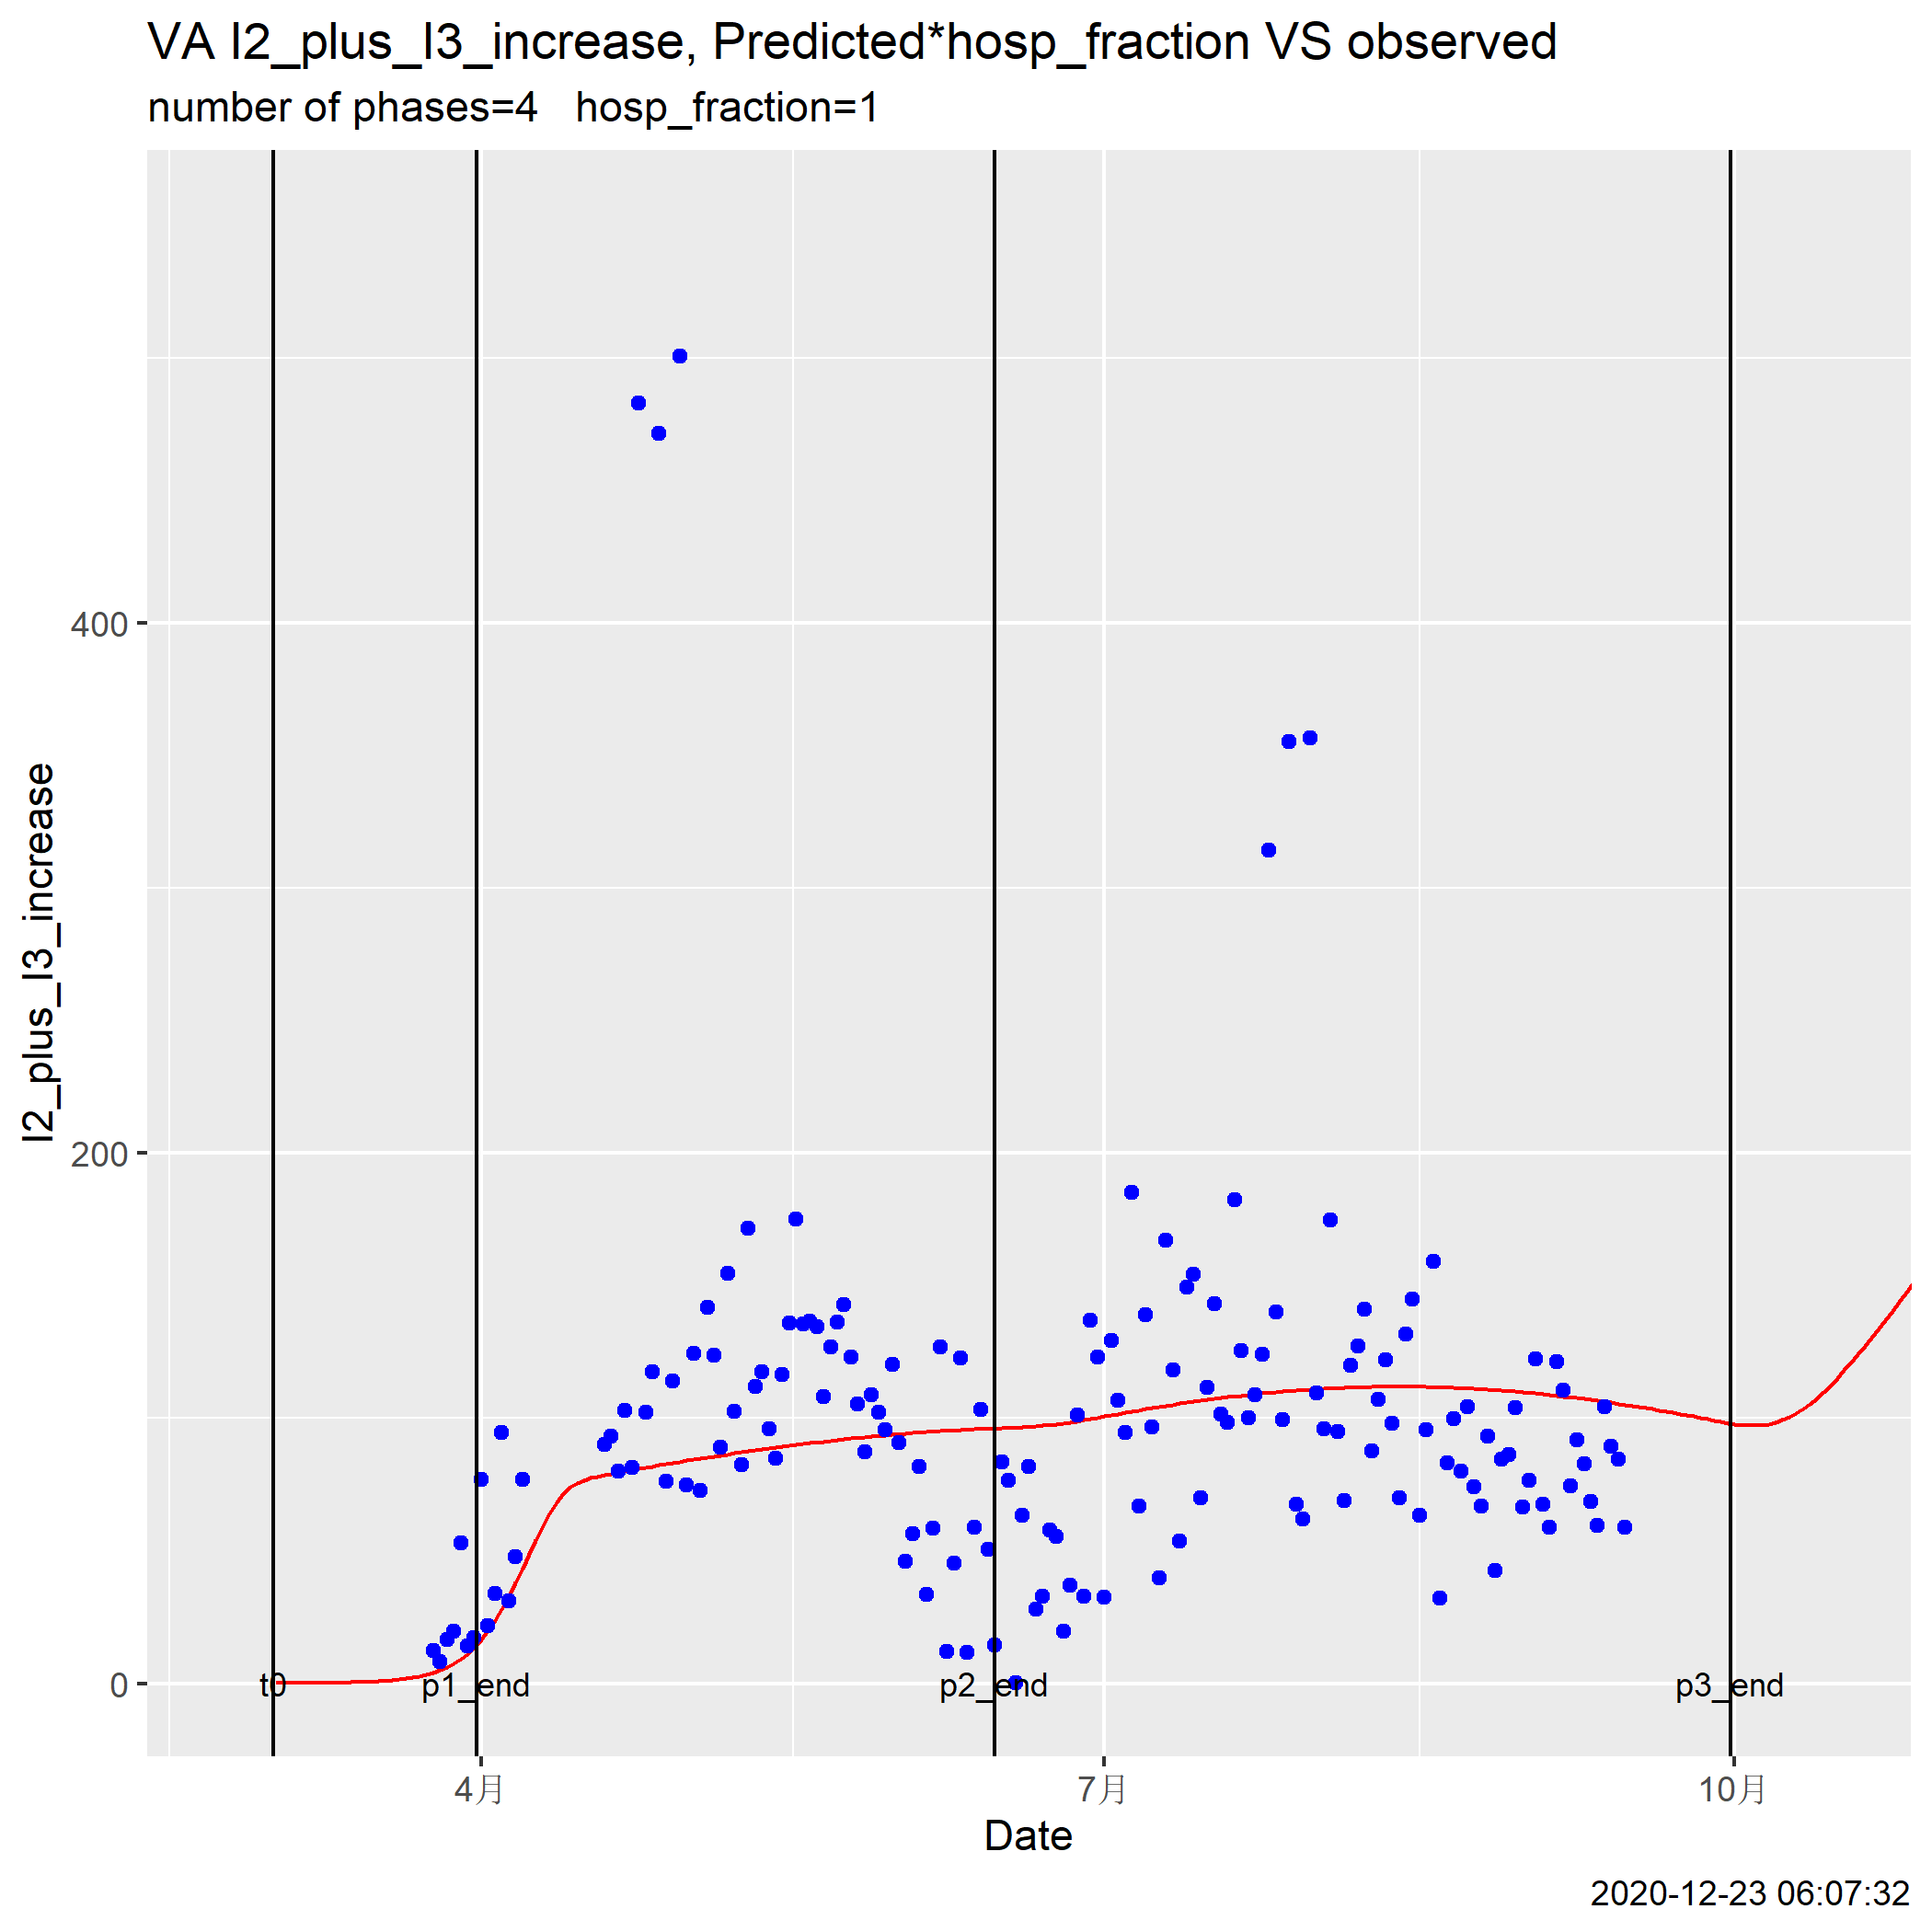 VA I2_plus_I3_increase, Predicted*hosp_fraction VS observed
number of phases=4   hosp_fraction=1
I2_plus_I3_increase
400
200
0
t0
p1_end
p2_end
p3_end
4月
7月
10月
Date
2020-12-23 06:07:32